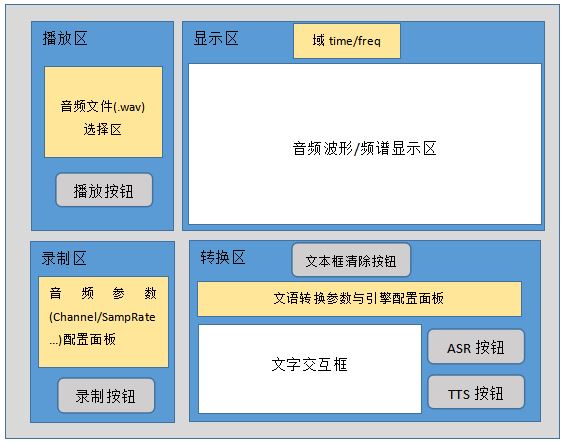 播放区
音频文件(.wav)
选择区
播放按钮
显示区
域 time/freq
音频波形/频谱显示区
录制区
音频参数
(Channel/SampRate
...)配置面板
录制按钮
转换区
文本框清除按钮
文语转换参数与引擎配置面板
文字交互框
ASR 按钮
TTS 按钮